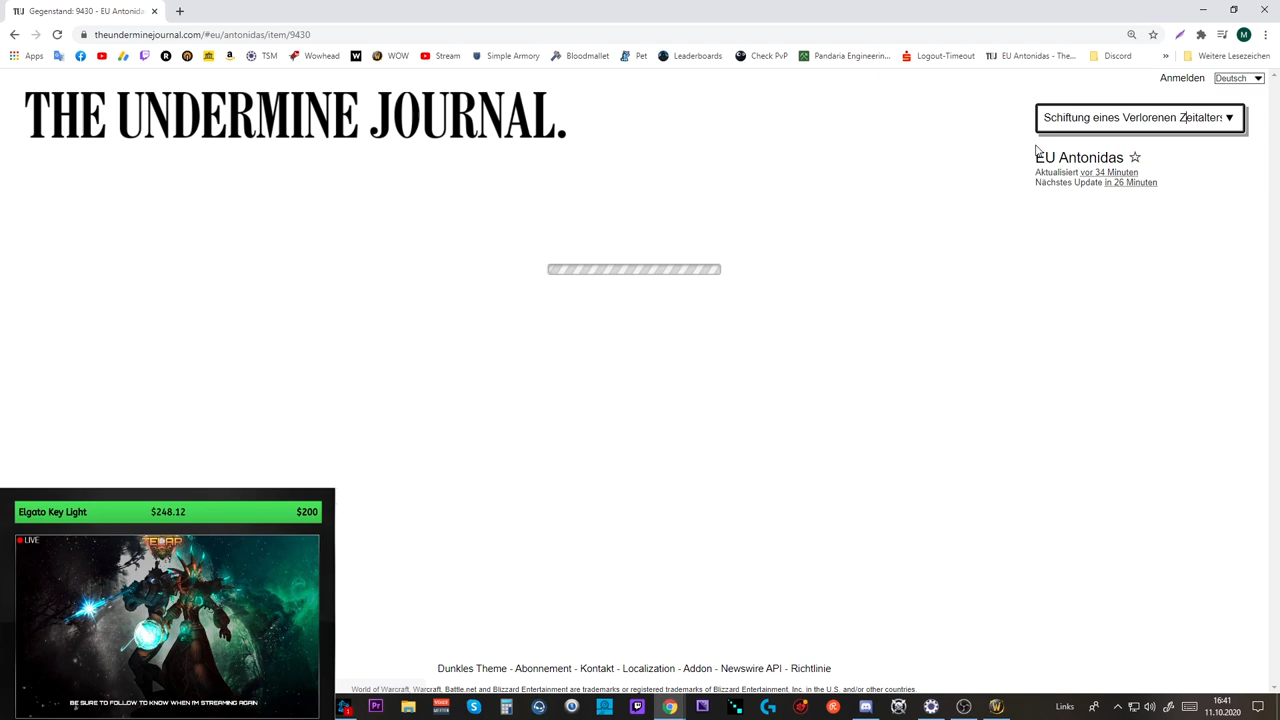 Gegenstand: 9430 - EU Antonida
theunderminejournal.com/#eu/antonidas/item/9430
Apps
TSM
Wowhead
WOW
Stream
Simple Armory
Bloodmallet
Pet
Leaderboards
Check PvP
Pandaria Engineerin...
Logout-Timeout
EU Antonidas - The...
Discord
»
Weitere Lesezeichen
Anmelden
Deutsch
THE UNDERMINE JOURNAL.
Schiftung eines Verlorenen Zeitalters
EU Antonidas ☆
Aktualisiert vor 34 Minuten
Nächstes Update in 26 Minuten
Elgato Key Light $248.12 $200
LIVE
BE SURE TO FOLLOW TO KNOW WHEN I'M STREAMING AGAIN
Dunkles Theme - Abonnement - Kontakt - Localization - Addon - Newswire API - Richtlinie
World of Warcraft, Warcraft, Battle.net and Blizzard Entertainment are trademarks or registered trademarks of Blizzard Entertainment, Inc. in the U.S. and/or other countries.
Links
16:41
11.10.2020